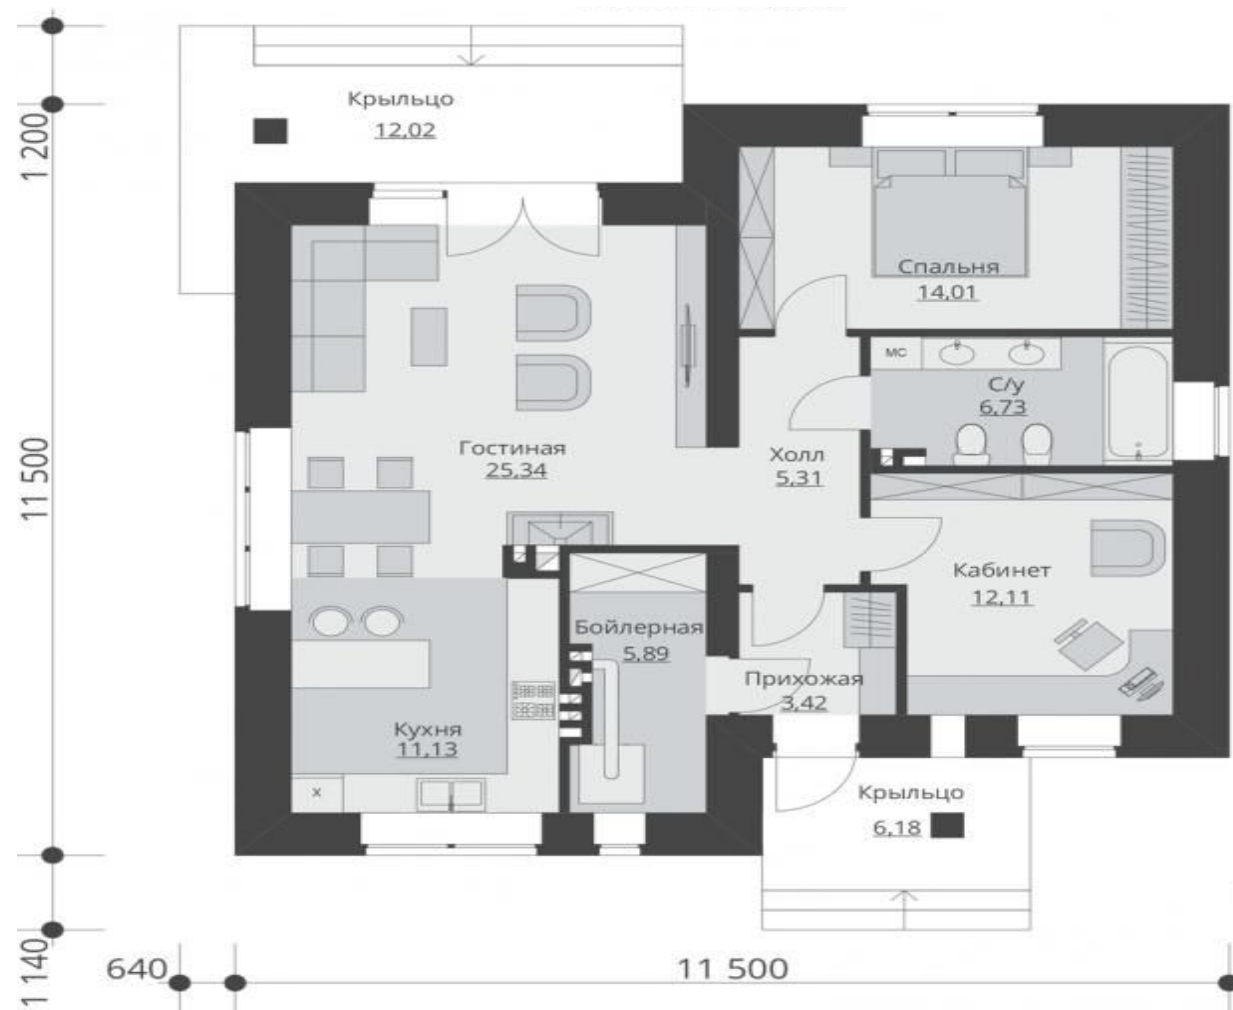 Крыльцо
12,02
1 200
Спальня
14,01
МС
С/у
6,73
Гостиная
25,34
Холл
5,31
11 500
Кабинет
12,11
Бойлерная
5,89
Прихожая
3,42
Кухня
11,13
X
Крыльцо
6,18
1 140
640
11 500